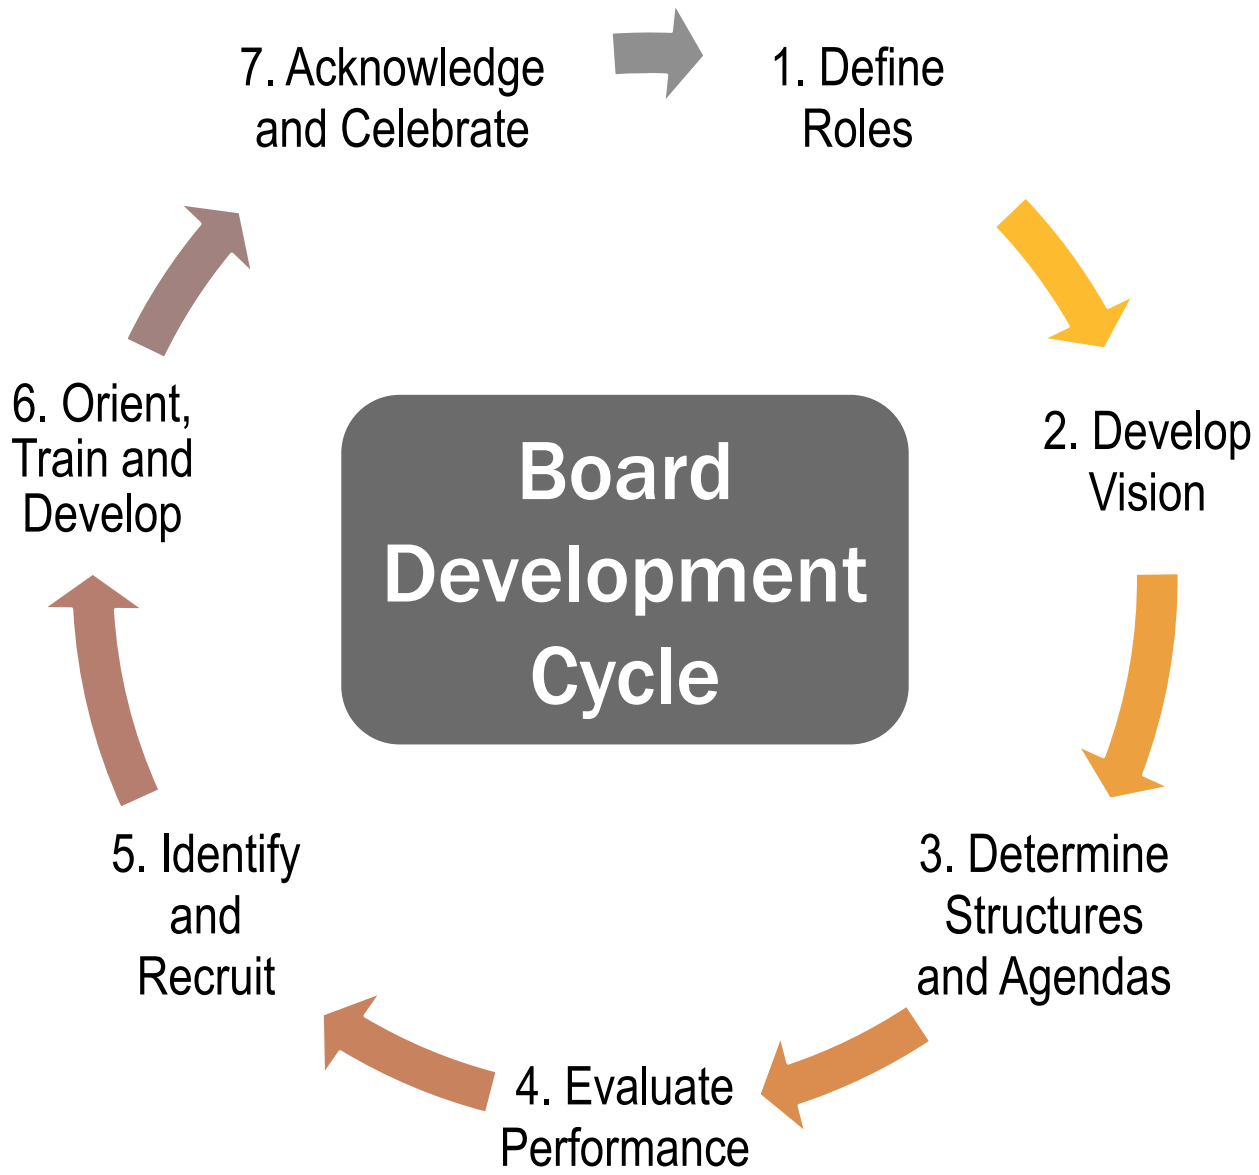 7. Acknowledge
and Celebrate
1. Define
Roles
2. Develop
Vision
3. Determine
Structures
and Agendas
4. Evaluate
Performance
5. Identify
and
Recruit
6. Orient,
Train and
Develop
Board
Development
Cycle